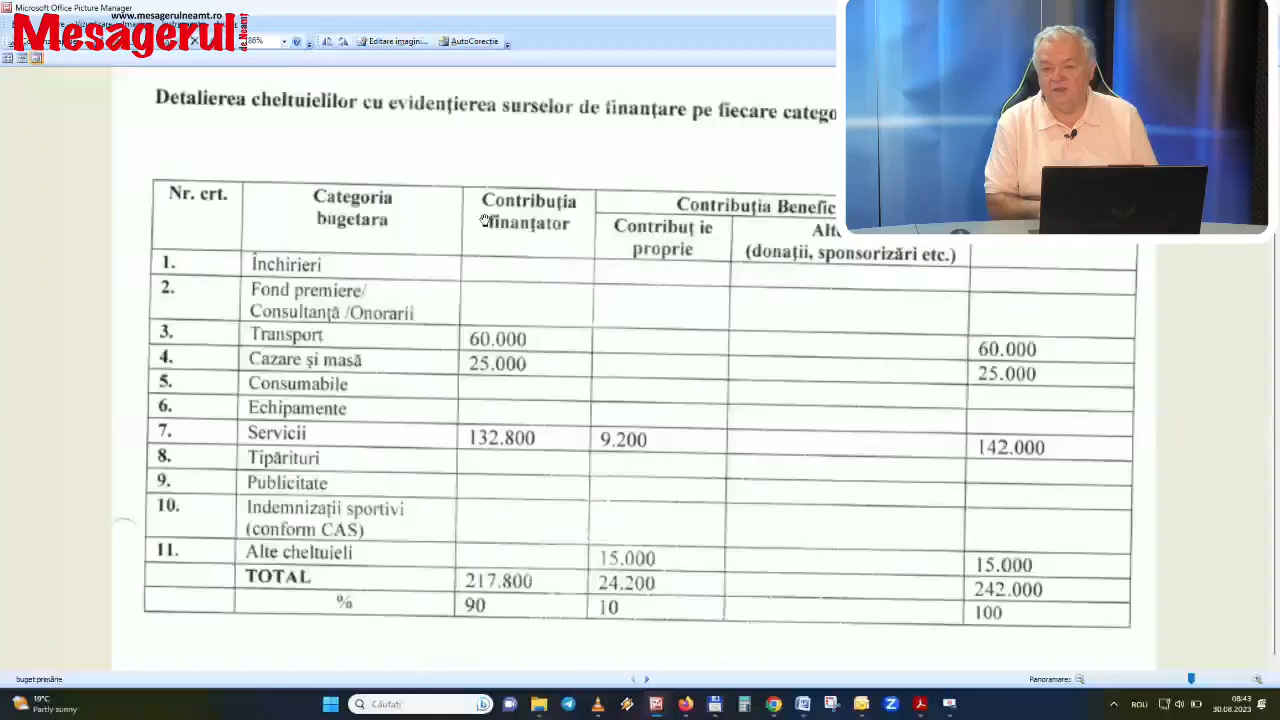 Microsoft Office Picture Manager
www.mesagerulneamt.ro
Mesagerul
de Neamț
86%
Editare imagini...
AutoCorecție
Detalierea cheltuielilor cu evidențierea surselor de finanțare pe fiecare catego
Nr. crt.
Categoria bugetara
Contribuția finanțator
Contribuția Benefic
Contribuț ie proprie
Alt
(donații, sponsorizări etc.)
1. Închirieri
2. Fond premiere/
Consultanță /Onorarii
3. Transport 60.000 60.000
4. Cazare și masă 25.000 25.000
5. Consumabile
6. Echipamente
7. Servicii 132.800 9.200 142.000
8. Tipărituri
9. Publicitate
10. Indemnizații sportivi
(conform CAS)
11. Alte cheltuieli 15.000 15.000
TOTAL 217.800 24.200 242.000
% 90 10 100
buget primărie
Panoramare:
19°C
Partly sunny
Căutați
ROU
08:43
30.08.2023